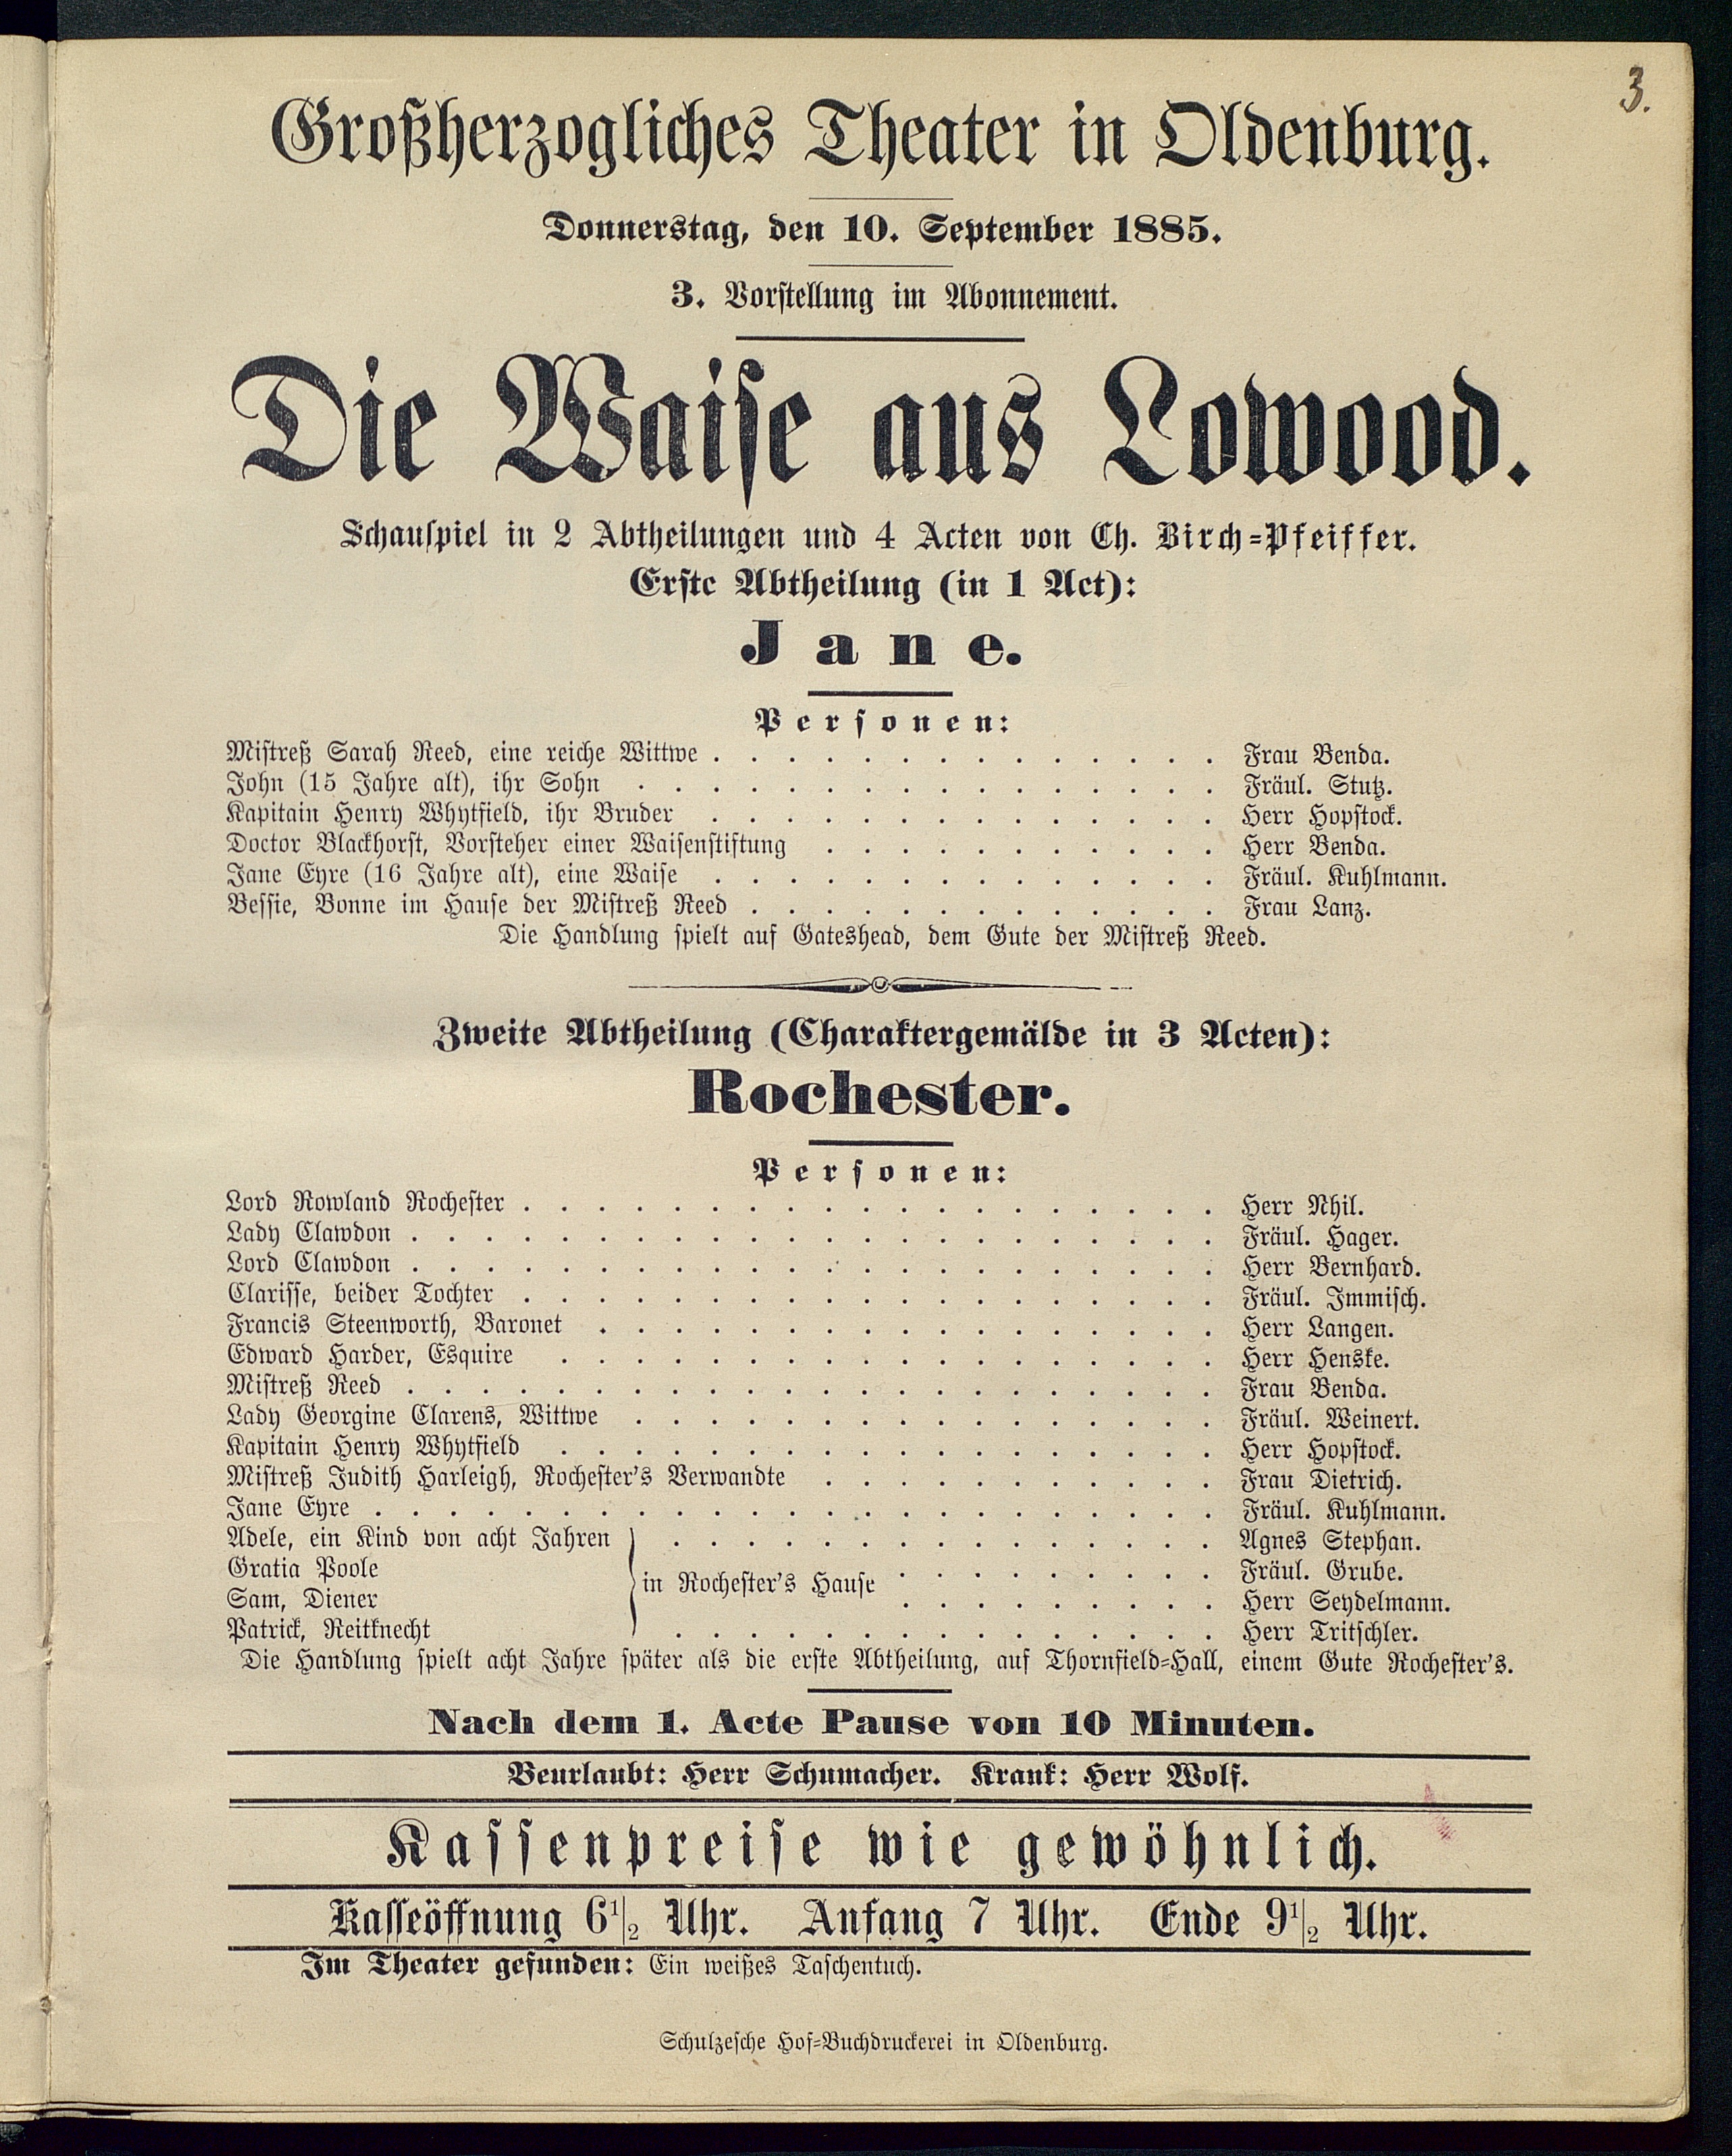 3.
Großherzogliches Theater in Oldenburg.
Donnerstag, den 10. September 1885.
3. Vorstellung im Abonnement.
Die Waise aus Lowood.
Schauspiel in 2 Abtheilungen und 4 Acten von Ch. Birch-Pfeiffer.
Erste Abtheilung (in 1 Act):
Jane.
Personen:
Mistreß Sarah Reed, eine reiche Wittwe . . . . . . . . . . . . . . Frau Benda.
John (15 Jahre alt), ihr Sohn . . . . . . . . . . . . . . . . Fräul. Stutz.
Kapitain Henry Whytfield, ihr Bruder . . . . . . . . . . . . . . Herr Hopstock.
Doctor Blackhorst, Vorsteher einer Waisenstiftung . . . . . . . . . . . Herr Benda.
Jane Eyre (16 Jahre alt), eine Waise . . . . . . . . . . . . . . Fräul. Kuhlmann.
Bessie, Bonne im Hause der Mistreß Reed . . . . . . . . . . . . . Frau Lanz.
Die Handlung spielt auf Gateshead, dem Gute der Mistreß Reed.
Zweite Abtheilung (Charaktergemälde in 3 Acten):
Rochester.
Personen:
Lord Rowland Rochester . . . . . . . . . . . . . . . . . . . Herr Nhil.
Lady Clawdon . . . . . . . . . . . . . . . . . . . . . . Fräul. Hager.
Lord Clawdon . . . . . . . . . . . . . . . . . . . . . . Herr Bernhard.
Clarisse, beider Tochter . . . . . . . . . . . . . . . . . . . Fräul. Immisch.
Francis Steenworth, Baronet . . . . . . . . . . . . . . . . . Herr Langen.
Edward Harder, Esquire . . . . . . . . . . . . . . . . . . Herr Henske.
Mistreß Reed . . . . . . . . . . . . . . . . . . . . . . Frau Benda.
Lady Georgine Clarens, Wittwe . . . . . . . . . . . . . . . . Fräul. Weinert.
Kapitain Henry Whytfield . . . . . . . . . . . . . . . . . . Herr Hopstock.
Mistreß Judith Harleigh, Rochester's Verwandte . . . . . . . . . . . Frau Dietrich.
Jane Eyre . . . . . . . . . . . . . . . . . . . . . . . Fräul. Kuhlmann.
Adele, ein Kind von acht Jahren . . . . . . . . . . . . . . . Agnes Stephan.
Gratia Poole . . . . . . . . . Fräul. Grube.
in Rochester's Hause
Sam, Diener . . . . . . . . . Herr Seydelmann.
Patrick, Reitknecht . . . . . . . . . . . . . . . Herr Tritschler.
Die Handlung spielt acht Jahre später als die erste Abtheilung, auf Thornfield-Hall, einem Gute Rochester's.
Nach dem 1. Acte Pause von 10 Minuten.
Beurlaubt: Herr Schumacher. Krank: Herr Wolf.
Kassenpreise wie gewöhnlich.
Kasseöffnung 6½ Uhr. Anfang 7 Uhr. Ende 9½ Uhr.
Im Theater gefunden: Ein weißes Taschentuch.
Schulzesche Hof-Buchdruckerei in Oldenburg.